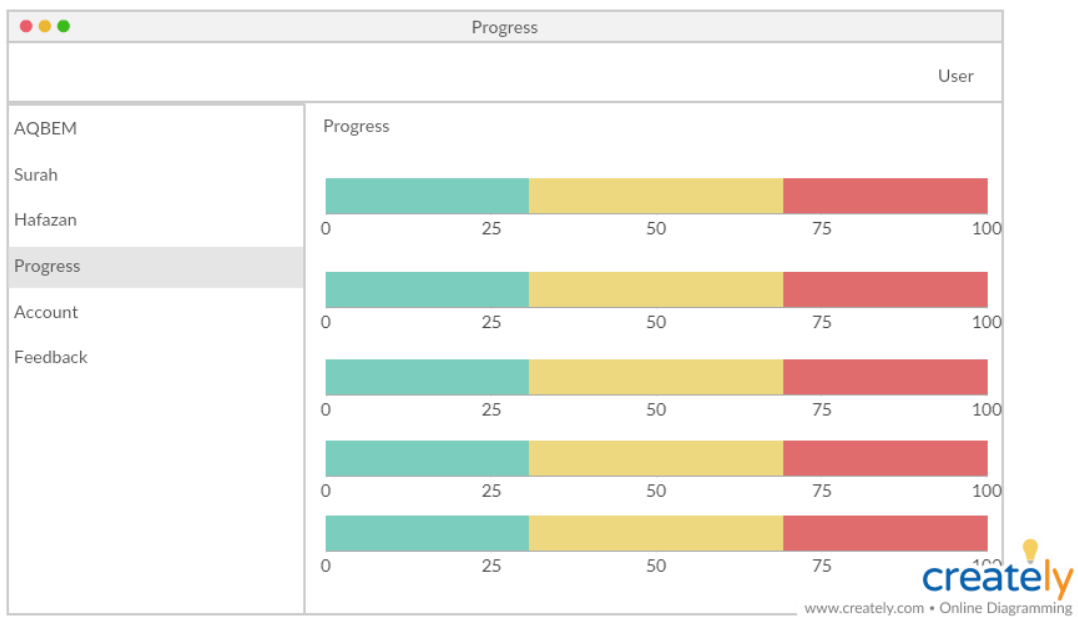 Progress
User
AQBEM
Surah
Hafazan
Progress
Account
Feedback
Progress
0 25 50 75 100
0 25 50 75 100
0 25 50 75 100
0 25 50 75 100
0 25 50 75 100
creately
www.creately.com • Online Diagramming